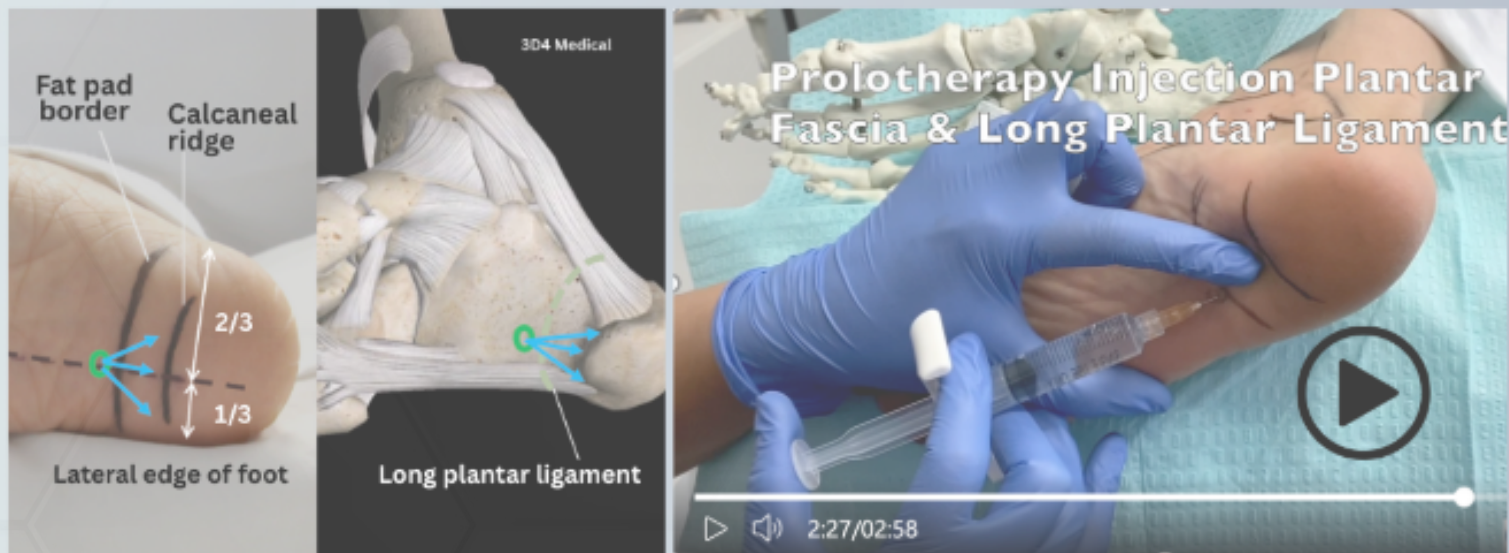 Fat pad
border
Calcaneal
ridge
2/3
1/3
Lateral edge of foot
3D4 Medical
Long plantar ligament
Prolotherapy Injection Plantar
Fascia & Long Plantar Ligament
2:27/02:58